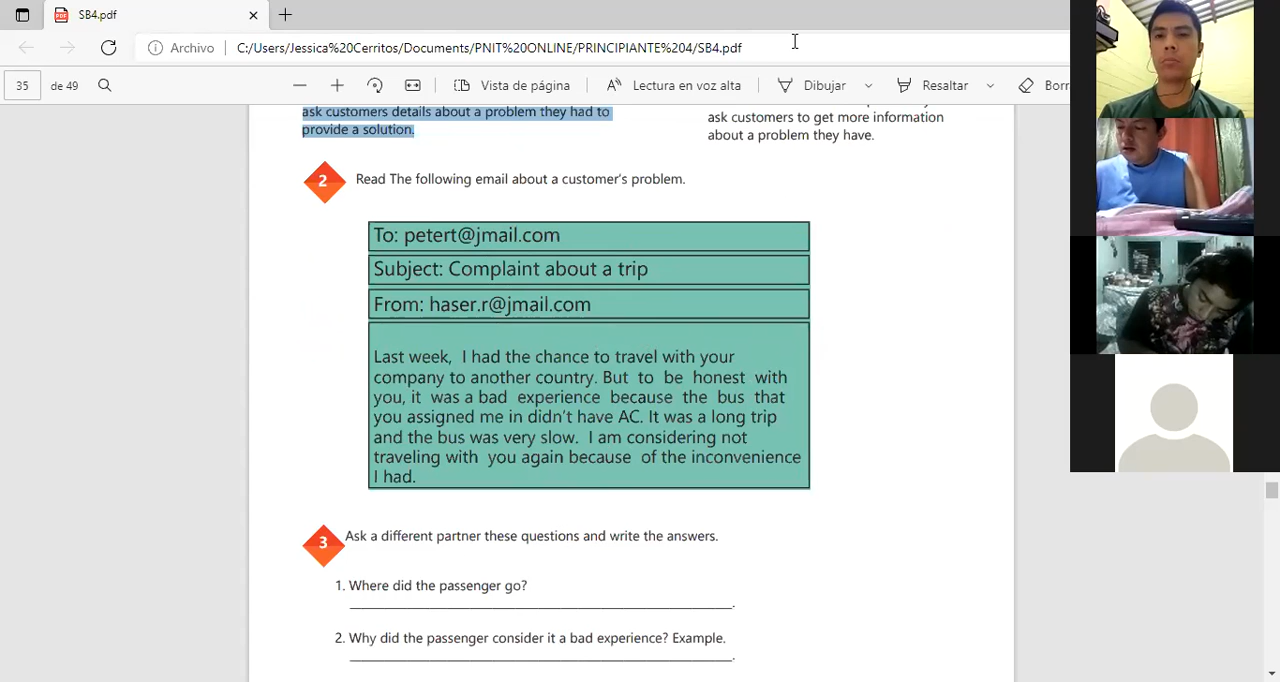 SB4.pdf
Archivo
C:/Users/Jessica%20Cerritos/Documents/PNIT%20ONLINE/PRINCIPIANTE%204/SB4.pdf
35 de 49
Vista de página
Lectura en voz alta
Dibujar
Resaltar
ask customers details about a problem they had to
provide a solution.
ask customers to get more information
about a problem they have.
2 Read The following email about a customer's problem.
To: petert@jmail.com
Subject: Complaint about a trip
From: haser.r@jmail.com
Last week, I had the chance to travel with your
company to another country. But to be honest with
you, it was a bad experience because the bus that
you assigned me in didn't have AC. It was a long trip
and the bus was very slow. I am considering not
traveling with you again because of the inconvenience
I had.
3 Ask a different partner these questions and write the answers.
1. Where did the passenger go?
2. Why did the passenger consider it a bad experience? Example.